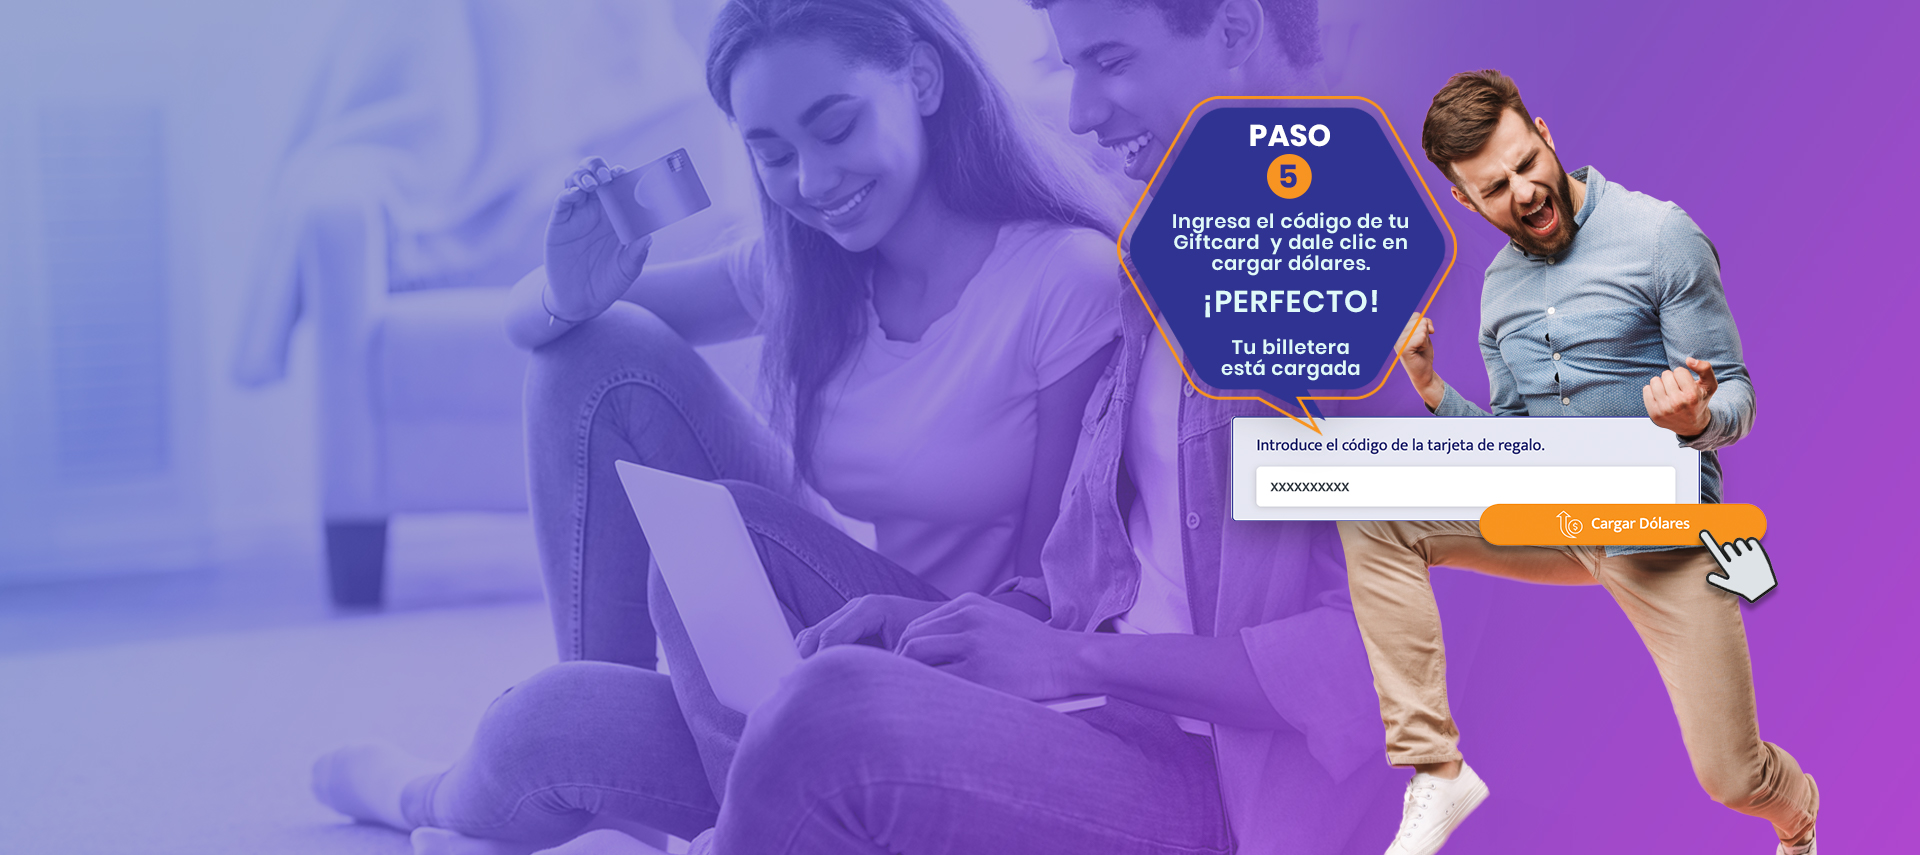 PASO
5
Ingresa el código de tu
Giftcard y dale clic en
cargar dólares.
¡PERFECTO!
Tu billetera
está cargada
Introduce el código de la tarjeta de regalo.
xxxxxxxxxx
Cargar Dólares